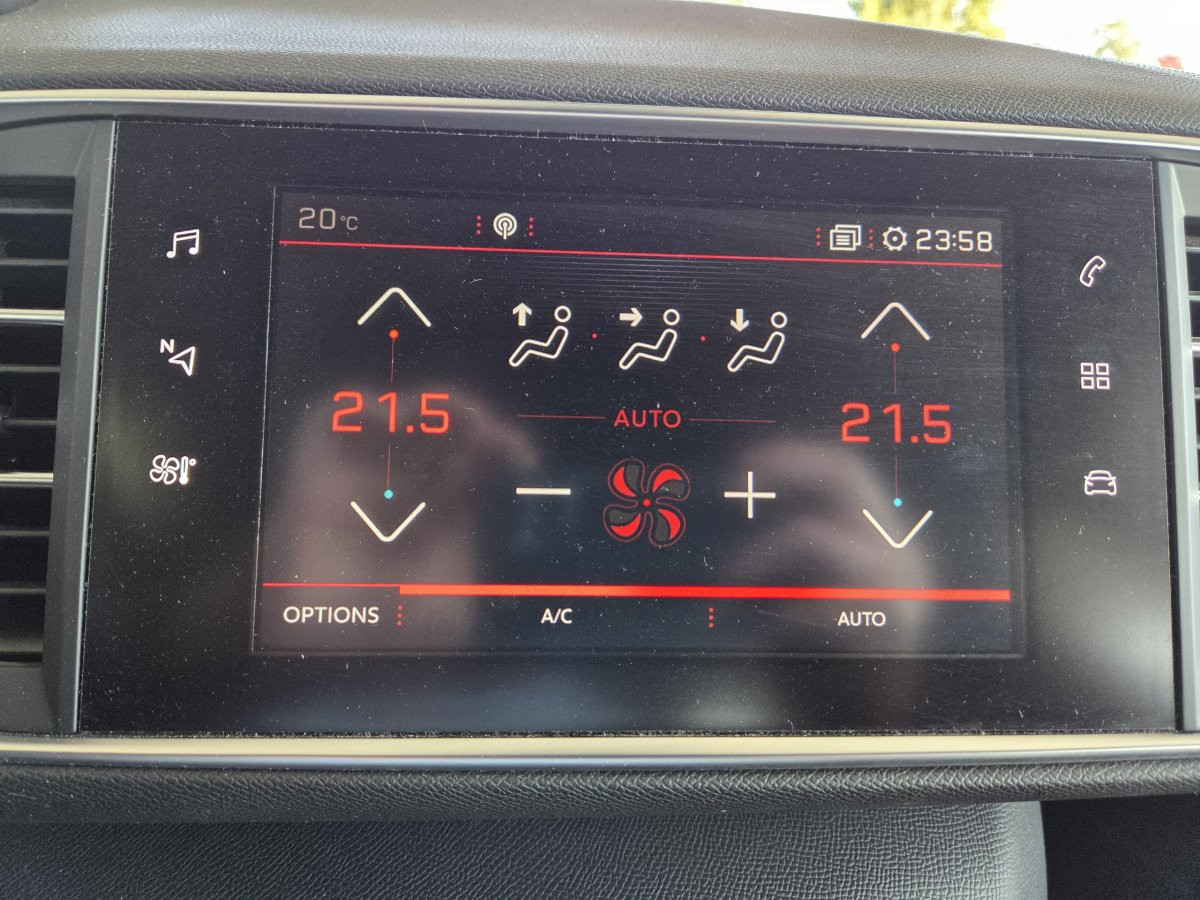 20°C 23:58
N
21.5 AUTO 21.5
OPTIONS A/C AUTO